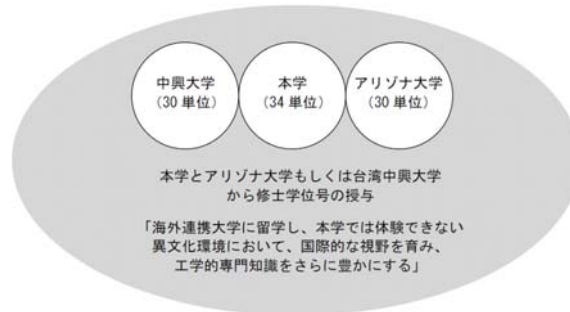 中興大学
（30 単位）
本学
（34 単位）
アリゾナ大学
（30 単位）
本学とアリゾナ大学もしくは台湾中興大学
から修士学位号の授与
「海外連携大学に留学し、本学では体験できない
異文化環境において、国際的な視野を育み、
工学的専門知識をさらに豊かにする」